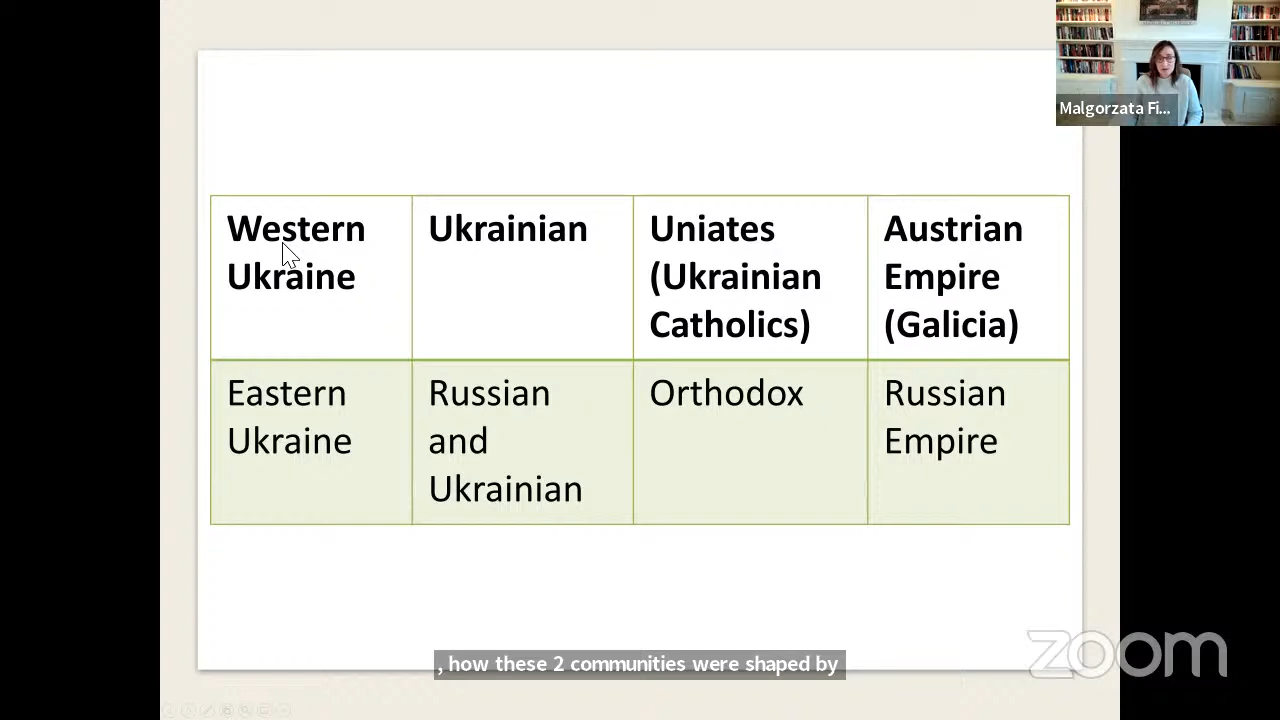 Malgorzata Fi...
Western
Ukraine
Ukrainian
Uniates
(Ukrainian
Catholics)
Austrian
Empire
(Galicia)
Eastern
Ukraine
Russian
and
Ukrainian
Orthodox
Russian
Empire
, how these 2 communities were shaped by
zoom